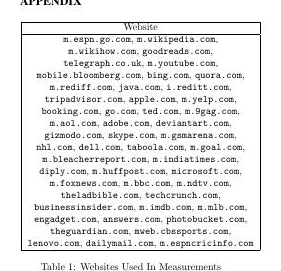 APPENDIX
Website
m.espn.go.com, m.wikipedia.com,
m.wikihow.com, goodreads.com,
telegraph.co.uk, m.youtube.com,
mobile.bloomberg.com, bing.com, quora.com,
m.rediff.com, java.com, i.reditt.com,
tripadvisor.com, apple.com, m.yelp.com,
booking.com, go.com, ted.com, m.9gag.com,
m.aol.com, adobe.com, deviantart.com,
gizmodo.com, skype.com, m.gsmarena.com,
nhl.com, dell.com, taboola.com, m.goal.com,
m.bleacherreport.com, m.indiatimes.com,
diply.com, m.huffpost.com, microsoft.com,
m.foxnews.com, m.bbc.com, m.ndtv.com,
theladbible.com, techcrunch.com,
businessinsider.com, m.imdb.com, m.mlb.com,
engadget.com, answers.com, photobucket.com,
theguardian.com, mweb.cbssports.com,
lenovo.com, dailymail.com, m.espncricinfo.com
Table 1: Websites Used In Measurements